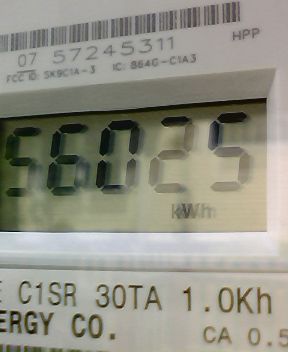 HPP
07 57245311
FCC ID: SK9C1A-3 IC: 864G-C1A3
56025
kWh
C1SR 30TA 1.0Kh
ERGY CO.
CA 0.5